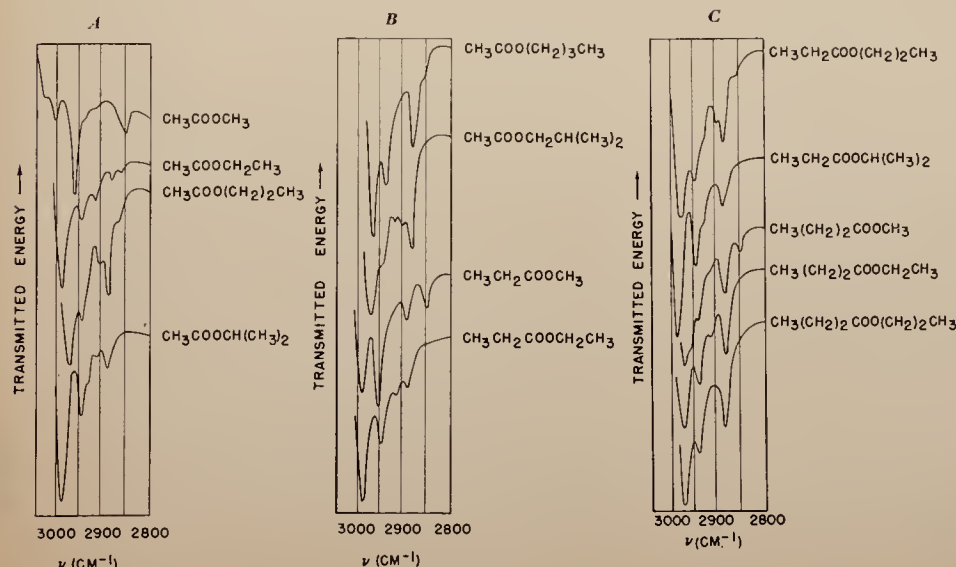 A
TRANSMITTED ENERGY →
CH3COOCH3
CH3COOCH2CH3
CH3COO(CH2)2CH3
CH3COOCH(CH3)2
3000 2900 2800
ν (CM−1)
B
TRANSMITTED ENERGY →
CH3COO(CH2)3CH3
CH3COOCH2CH(CH3)2
CH3CH2COOCH3
CH3CH2COOCH2CH3
3000 2900 2800
ν (CM−1)
C
TRANSMITTED ENERGY →
CH3CH2COO(CH2)2CH3
CH3CH2COOCH(CH3)2
CH3(CH2)2COOCH3
CH3(CH2)2COOCH2CH3
CH3(CH2)2COO(CH2)2CH3
3000 2900 2800
ν(CM−1)